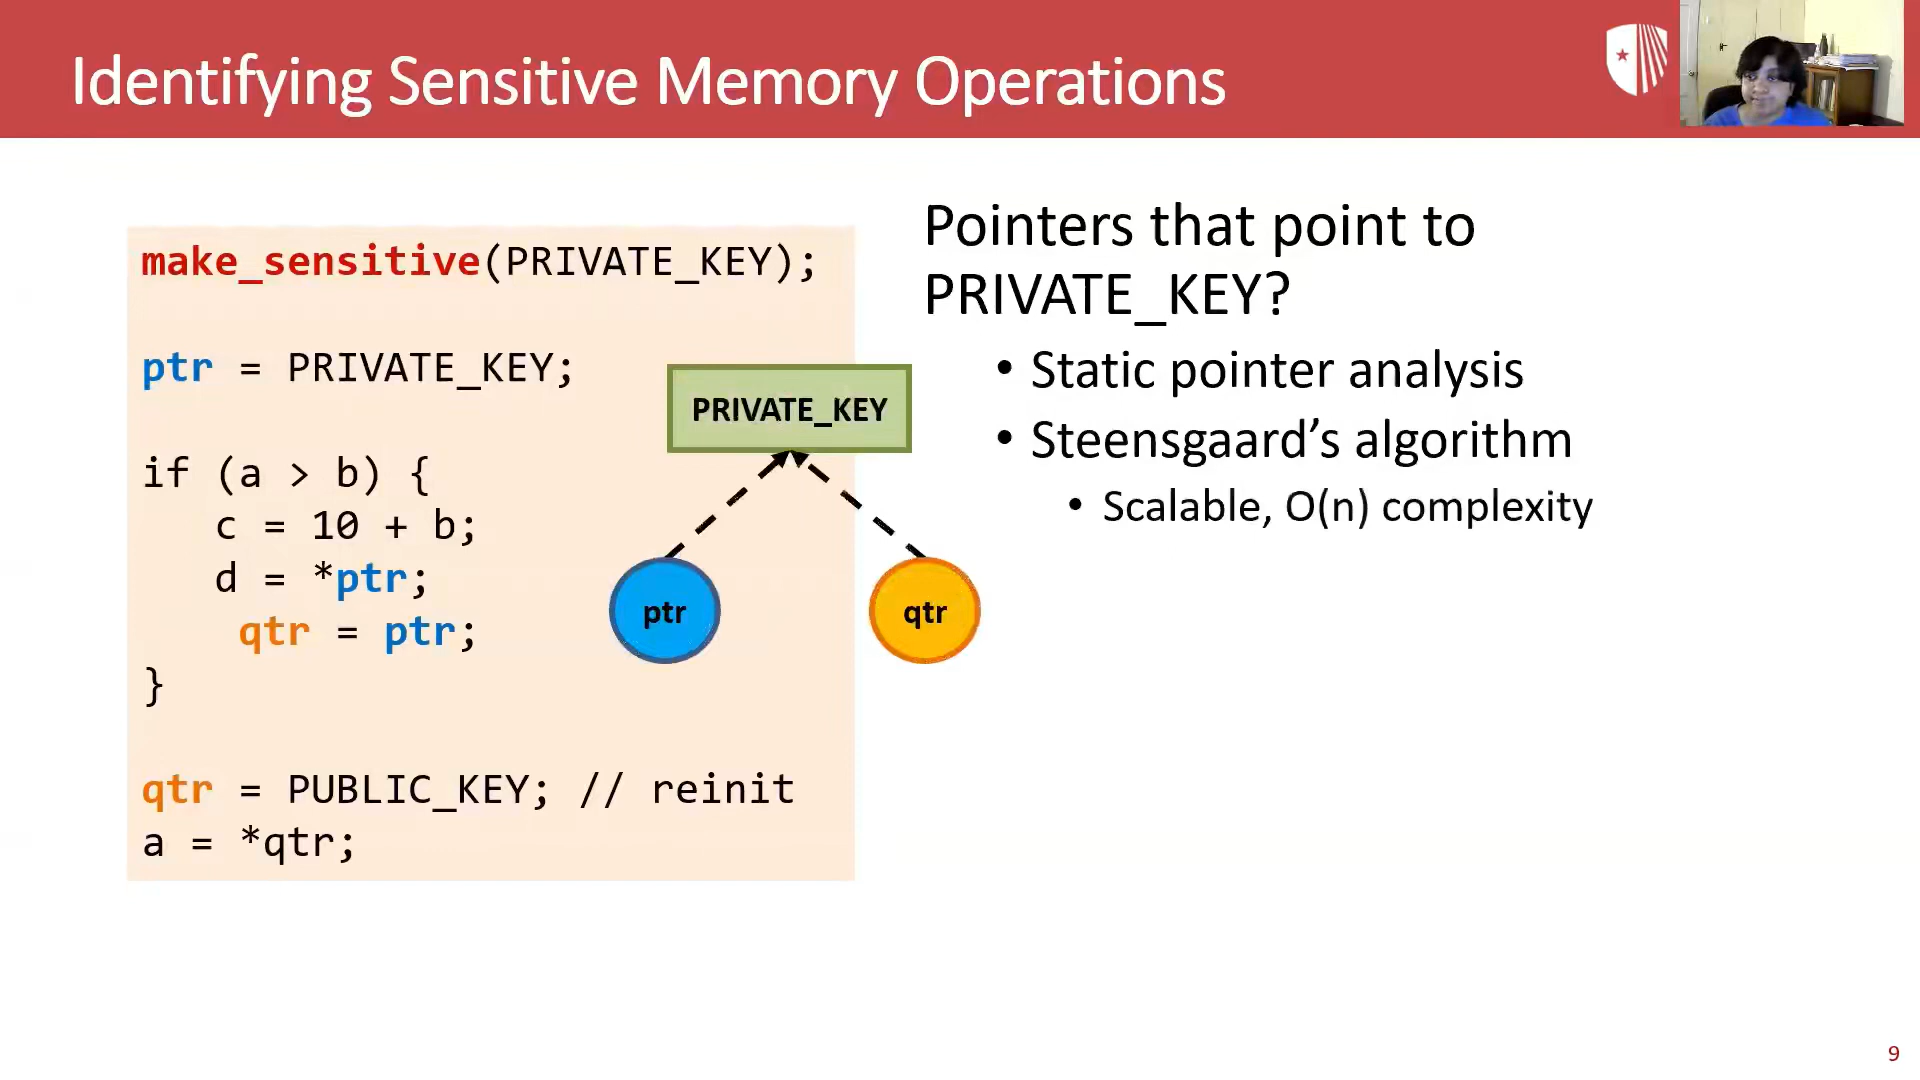 Identifying Sensitive Memory Operations
make_sensitive(PRIVATE_KEY);
ptr = PRIVATE_KEY;
if (a > b) {
c = 10 + b;
d = *ptr;
qtr = ptr;
}
qtr = PUBLIC_KEY; // reinit
a = *qtr;
PRIVATE_KEY
ptr
qtr
Pointers that point to
PRIVATE_KEY?
• Static pointer analysis
• Steensgaard’s algorithm
• Scalable, O(n) complexity
9